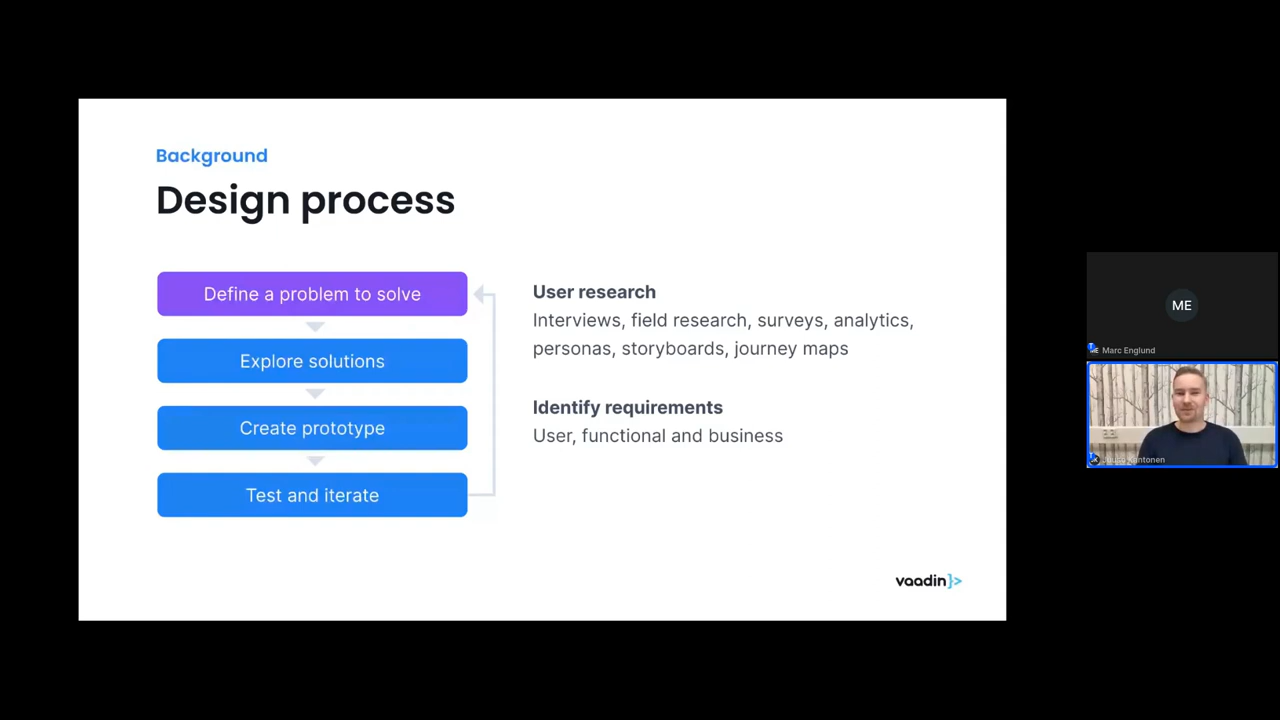 Background
Design process
Define a problem to solve
Explore solutions
Create prototype
Test and iterate
User research
Interviews, field research, surveys, analytics,
personas, storyboards, journey maps
Identify requirements
User, functional and business
vaadin}>
ME
Marc Englund